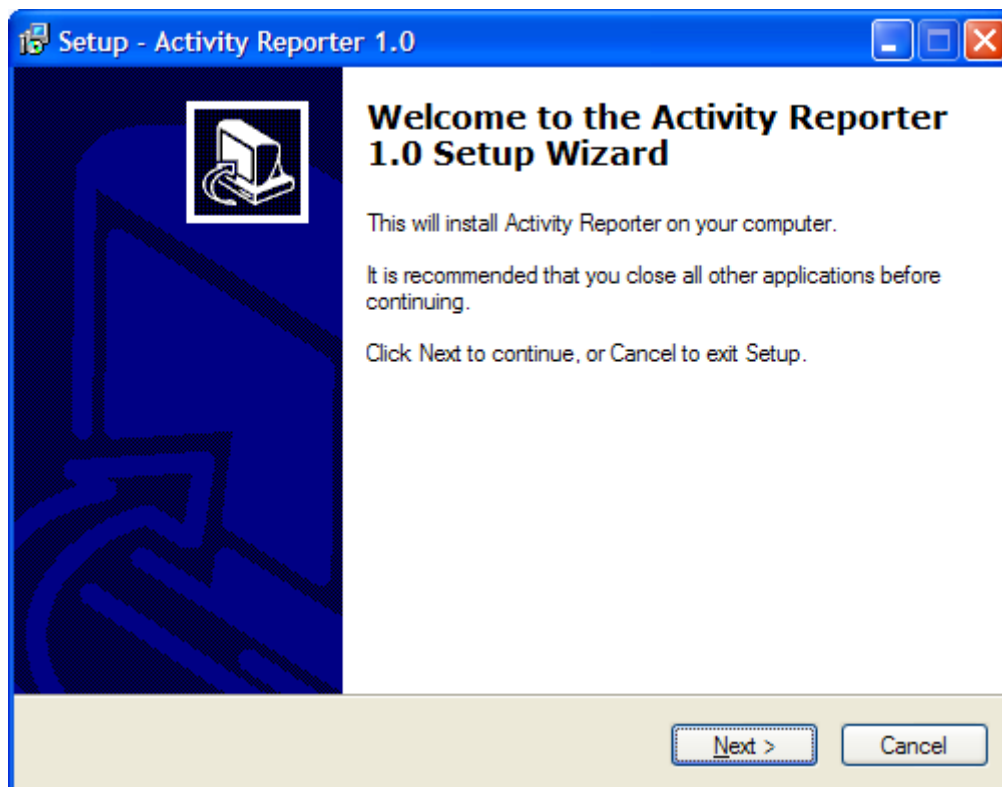 Setup - Activity Reporter 1.0
Welcome to the Activity Reporter
1.0 Setup Wizard
This will install Activity Reporter on your computer.
It is recommended that you close all other applications before
continuing.
Click Next to continue, or Cancel to exit Setup.
Next >
Cancel